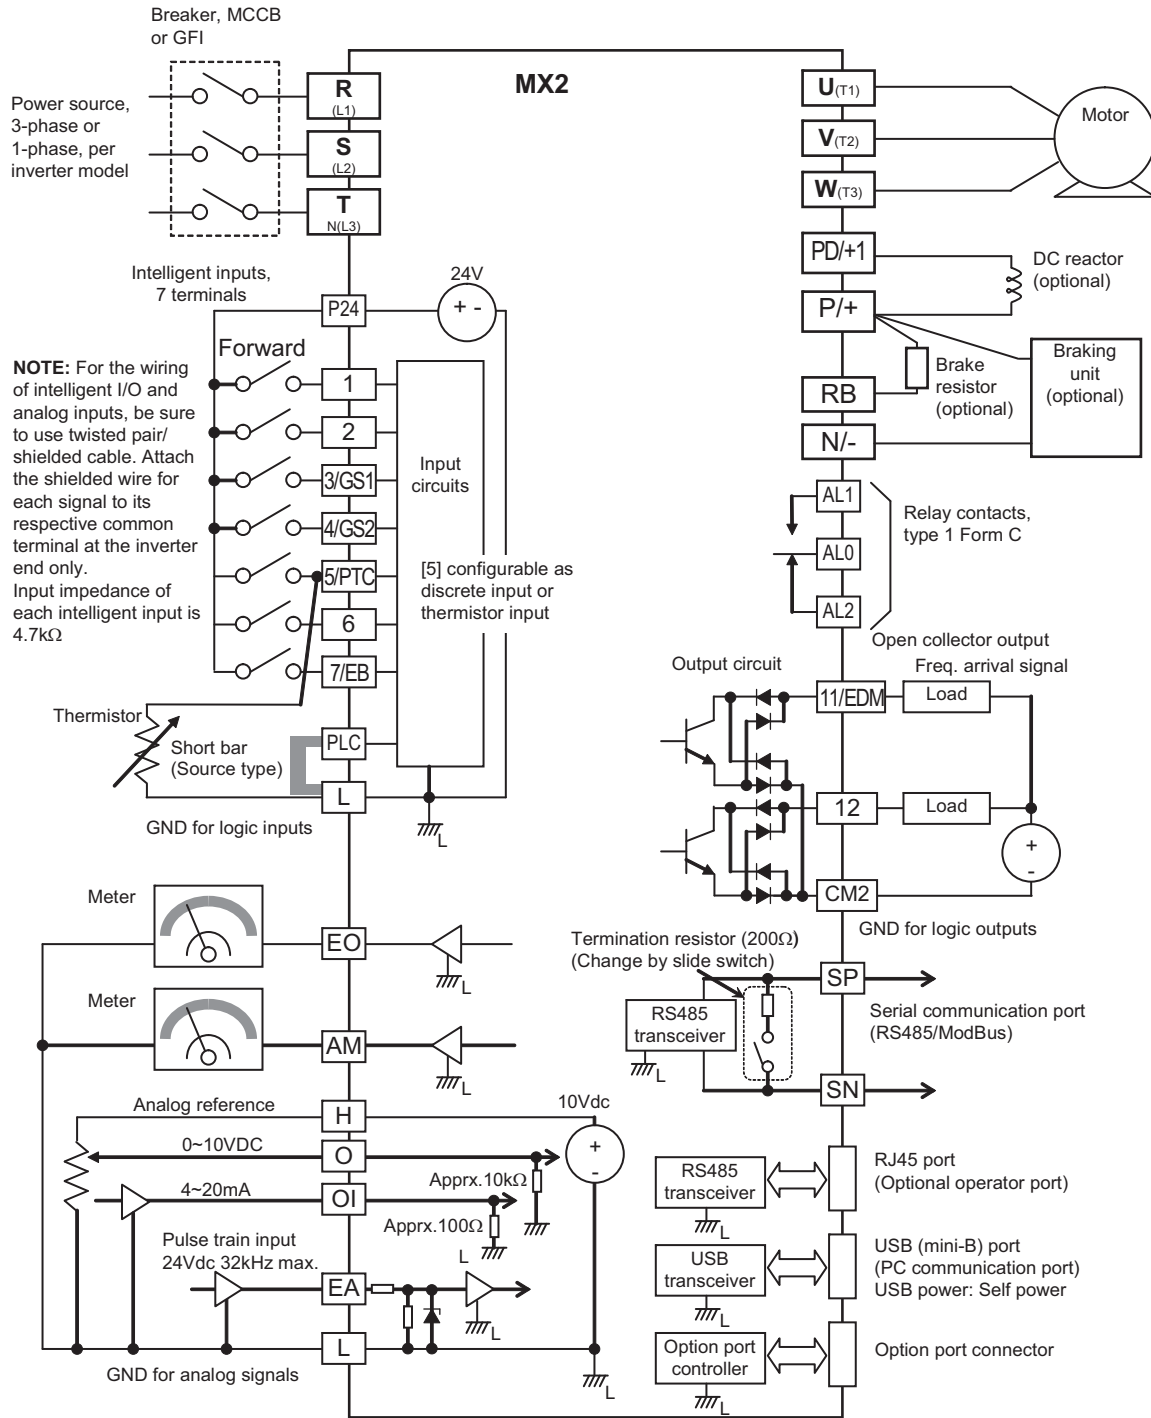 Breaker, MCCB
or GFI
MX2
Power source,
3-phase or
1-phase, per
inverter model
R
(L1)
S
(L2)
T
N(L3)
U(T1)
V(T2)
W(T3)
Motor
PD/+1
P/+
RB
N/-
DC reactor
(optional)
Brake
resistor
(optional)
Braking
unit
(optional)
Intelligent inputs,
7 terminals
24V
+ -
P24
Forward
NOTE: For the wiring
of intelligent I/O and
analog inputs, be sure
to use twisted pair/
shielded cable. Attach
the shielded wire for
each signal to its
respective common
terminal at the inverter
end only.
Input impedance of
each intelligent input is
4.7kΩ
1
2
3/GS1
4/GS2
5/PTC
6
7/EB
PLC
L
Input
circuits
[5] configurable as
discrete input or
thermistor input
Thermistor
Short bar
(Source type)
GND for logic inputs
L
AL1
AL0
AL2
Relay contacts,
type 1 Form C
Open collector output
Output circuit
Freq. arrival signal
11/EDM
Load
12
Load
+
-
CM2
GND for logic outputs
Meter
EO
L
Meter
AM
L
Termination resistor (200Ω)
(Change by slide switch)
RS485
transceiver
L
SP
SN
Serial communication port
(RS485/ModBus)
Analog reference
H
10Vdc
+
-
0~10VDC
O
4~20mA
OI
Apprx.10kΩ
Apprx.100Ω
Pulse train input
24Vdc 32kHz max.
EA
L
L
L
GND for analog signals
L
RS485
transceiver
L
RJ45 port
(Optional operator port)
USB
transceiver
L
USB (mini-B) port
(PC communication port)
USB power: Self power
Option port
controller
L
Option port connector